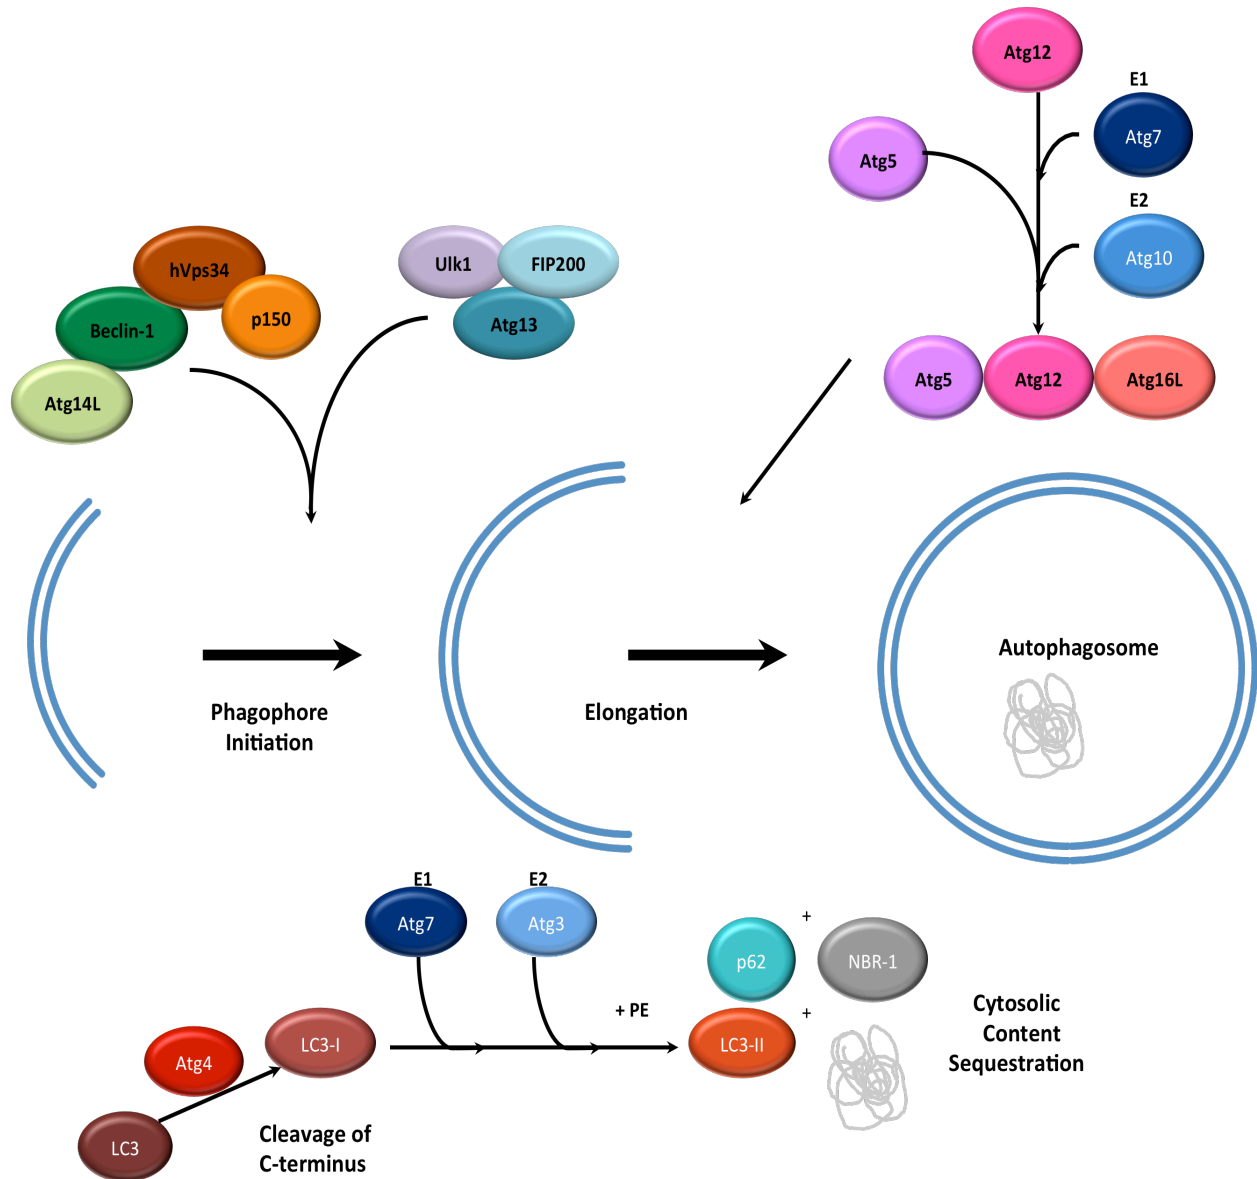 Atg12
E1
Atg7
Atg5
E2
Atg10
hVps34
Ulk1
FIP200
p150
Beclin-1
Atg13
Atg14L
Atg5
Atg12
Atg16L
Autophagosome
Phagophore
Initiation
Elongation
E1
E2
Atg7
Atg3
+
p62
NBR-1
+ PE
+
Cytosolic
Content
Sequestration
LC3-I
LC3-II
Atg4
LC3
Cleavage of
C-terminus